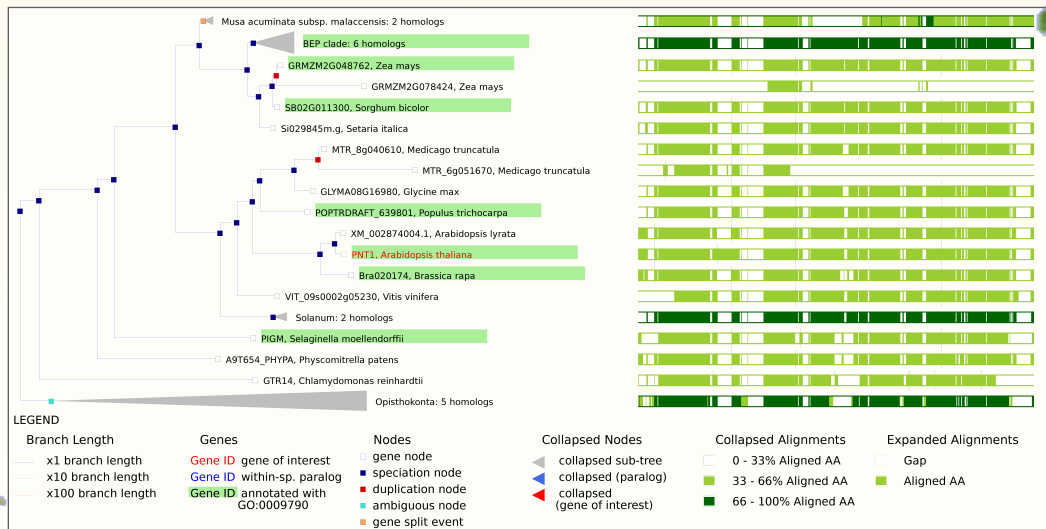 Musa acuminata subsp. malaccensis: 2 homologs
BEP clade: 6 homologs
GRMZM2G048762, Zea mays
GRMZM2G078424, Zea mays
SB02G011300, Sorghum bicolor
Si029845m.g, Setaria italica
MTR_8g040610, Medicago truncatula
MTR_6g051670, Medicago truncatula
GLYMA08G16980, Glycine max
POPTRDRAFT_639801, Populus trichocarpa
XM_002874004.1, Arabidopsis lyrata
PNT1, Arabidopsis thaliana
Bra020174, Brassica rapa
VIT_09s0002g05230, Vitis vinifera
Solanum: 2 homologs
PIGM, Selaginella moellendorffii
A9T654_PHYPA, Physcomitrella patens
GTR14, Chlamydomonas reinhardtii
Opisthokonta: 5 homologs
LEGEND
Branch Length
x1 branch length
x10 branch length
x100 branch length
Genes
Gene ID gene of interest
Gene ID within-sp. paralog
Gene ID annotated with
GO:0009790
Nodes
gene node
speciation node
duplication node
ambiguous node
gene split event
Collapsed Nodes
collapsed sub-tree
collapsed (paralog)
collapsed
(gene of interest)
Collapsed Alignments
0 - 33% Aligned AA
33 - 66% Aligned AA
66 - 100% Aligned AA
Expanded Alignments
Gap
Aligned AA